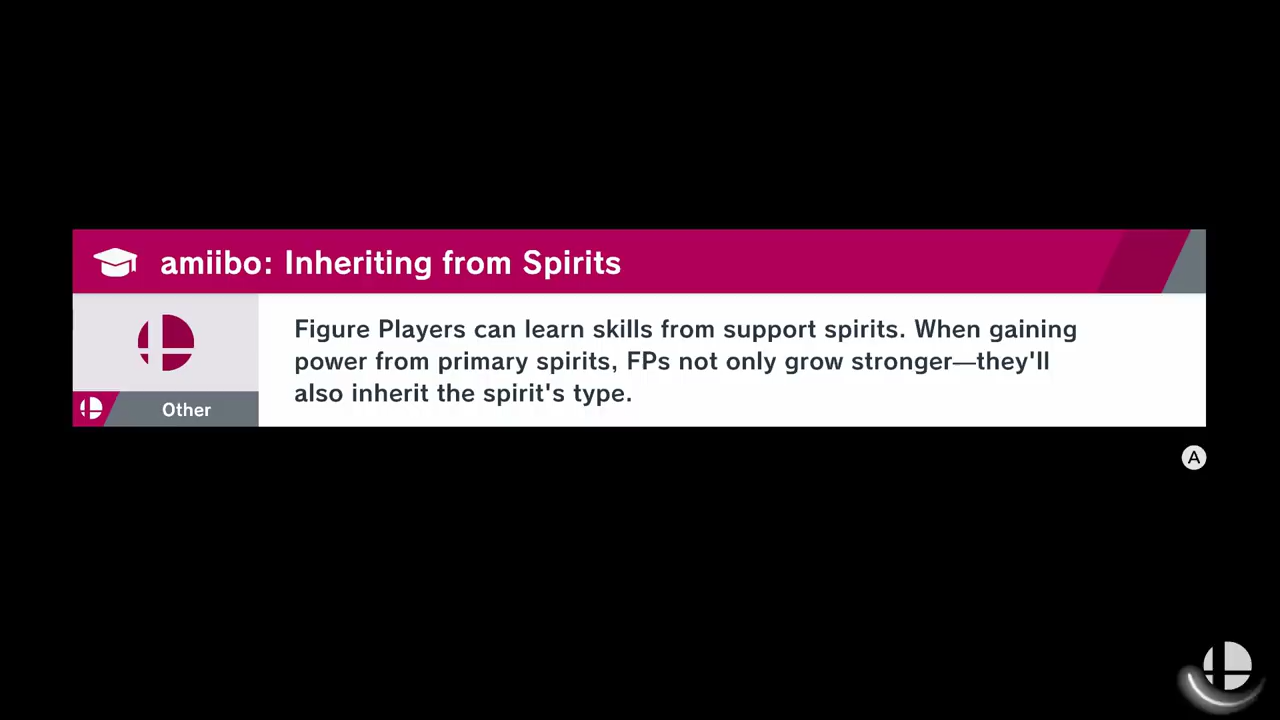 amiibo: Inheriting from Spirits
Figure Players can learn skills from support spirits. When gaining
power from primary spirits, FPs not only grow stronger—they'll
also inherit the spirit's type.
Other
A